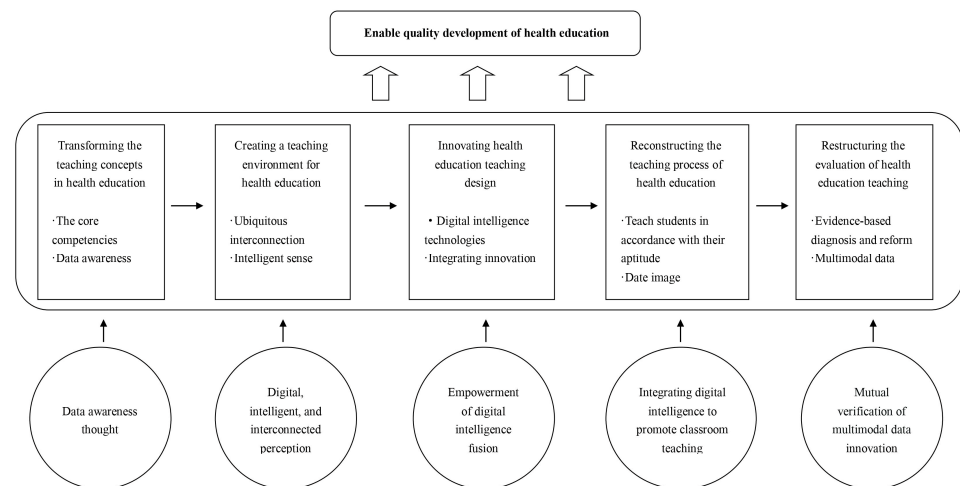 Enable quality development of health education
Transforming the
teaching concepts
in health education
·The core
competencies
·Data awareness
Creating a teaching
environment for
health education
·Ubiquitous
interconnection
·Intelligent sense
Innovating health
education teaching
design
• Digital intelligence
technologies
·Integrating innovation
Reconstructing the
teaching process of
health education
·Teach students in
accordance with their
aptitude
·Date image
Restructuring the
evaluation of health
education teaching
·Evidence-based
diagnosis and reform
·Multimodal data
Data awareness
thought
Digital,
intelligent, and
interconnected
perception
Empowerment
of digital
intelligence
fusion
Integrating digital
intelligence to
promote classroom
teaching
Mutual
verification of
multimodal data
innovation